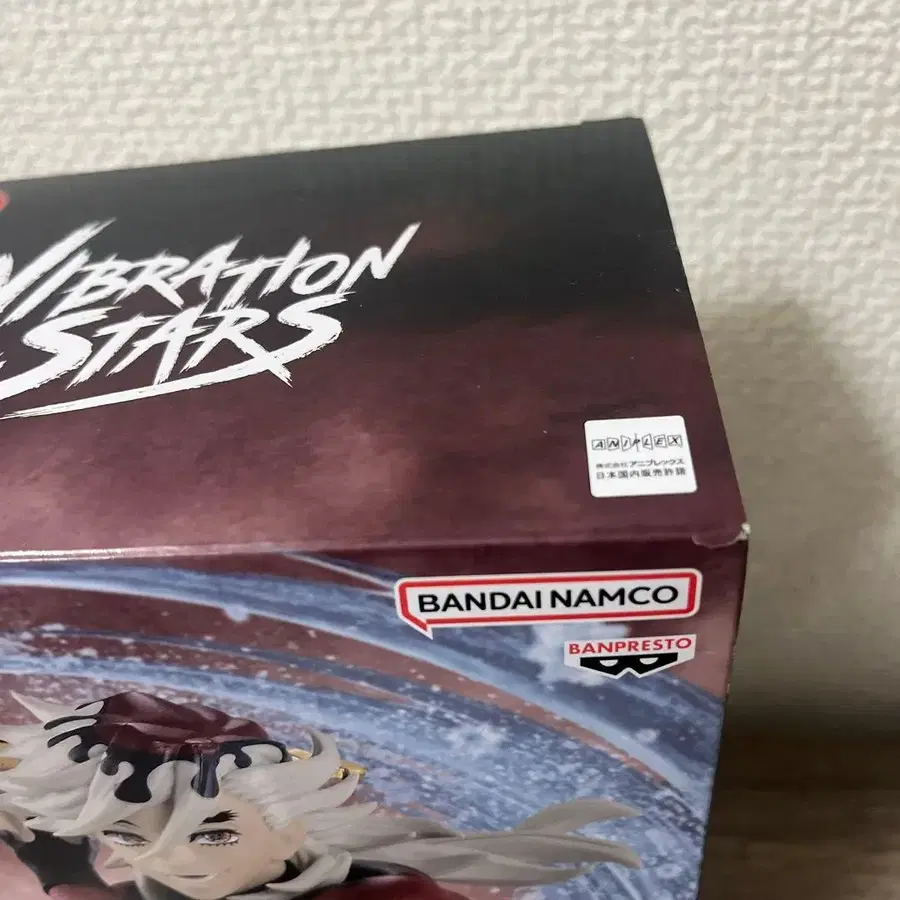 VIBRATION
STARS
ANIPLEX
株式会社アニプレックス
日本国内販売許諾
BANDAI NAMCO
BANPRESTO